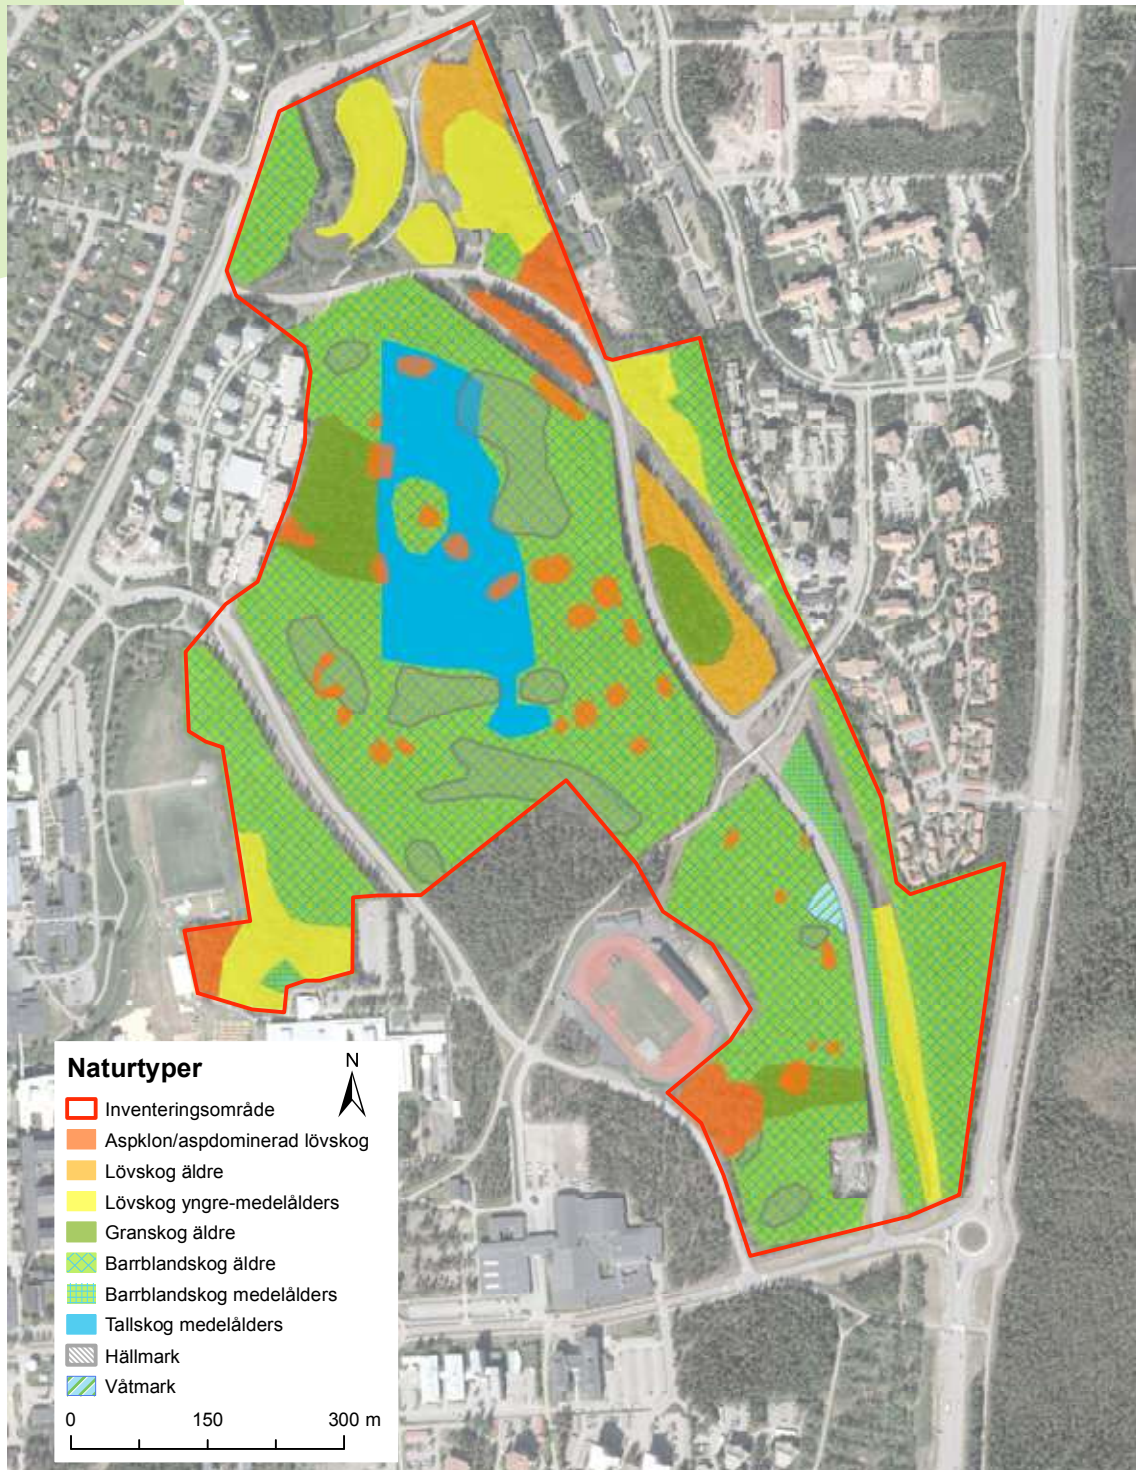 Naturtyper
N
Inventeringsområde
Aspklon/aspdominerad lövskog
Lövskog äldre
Lövskog yngre-medelålders
Granskog äldre
Barrblandskog äldre
Barrblandskog medelålders
Tallskog medelålders
Hällmark
Våtmark
0 150 300 m